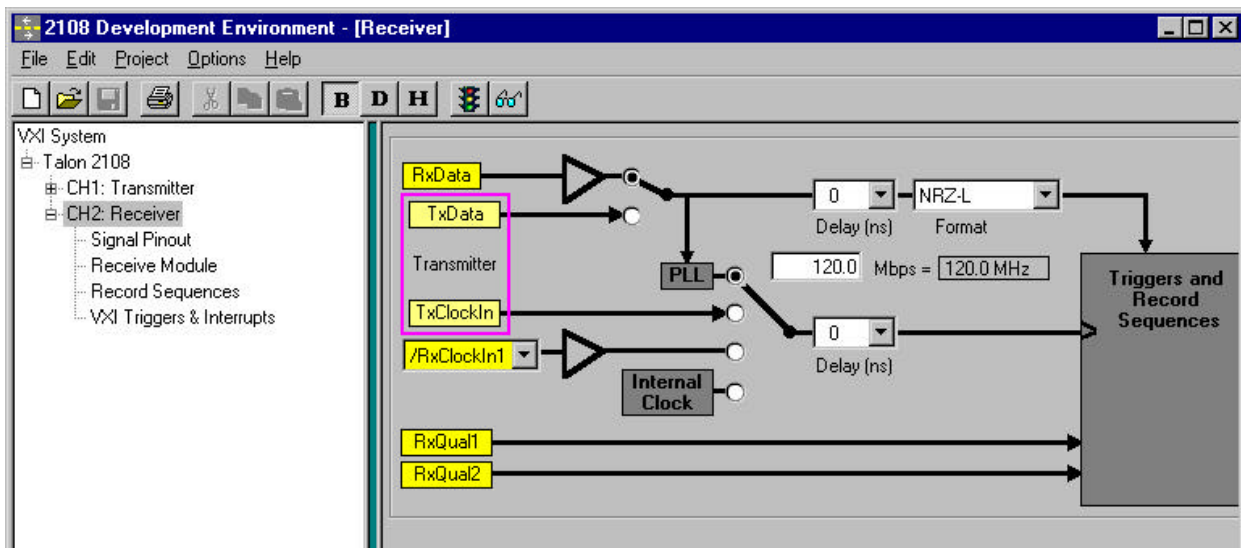 2108 Development Environment - [Receiver]
File Edit Project Options Help
B D H
VXI System
Talon 2108
CH1: Transmitter
CH2: Receiver
Signal Pinout
Receive Module
Record Sequences
VXI Triggers & Interrupts
RxData
TxData
Transmitter
TxClockIn
/RxClockIn1
RxQual1
RxQual2
0
Delay (ns)
NRZ-L
Format
PLL
120.0 Mbps = 120.0 MHz
0
Delay (ns)
Internal
Clock
Triggers and
Record
Sequences